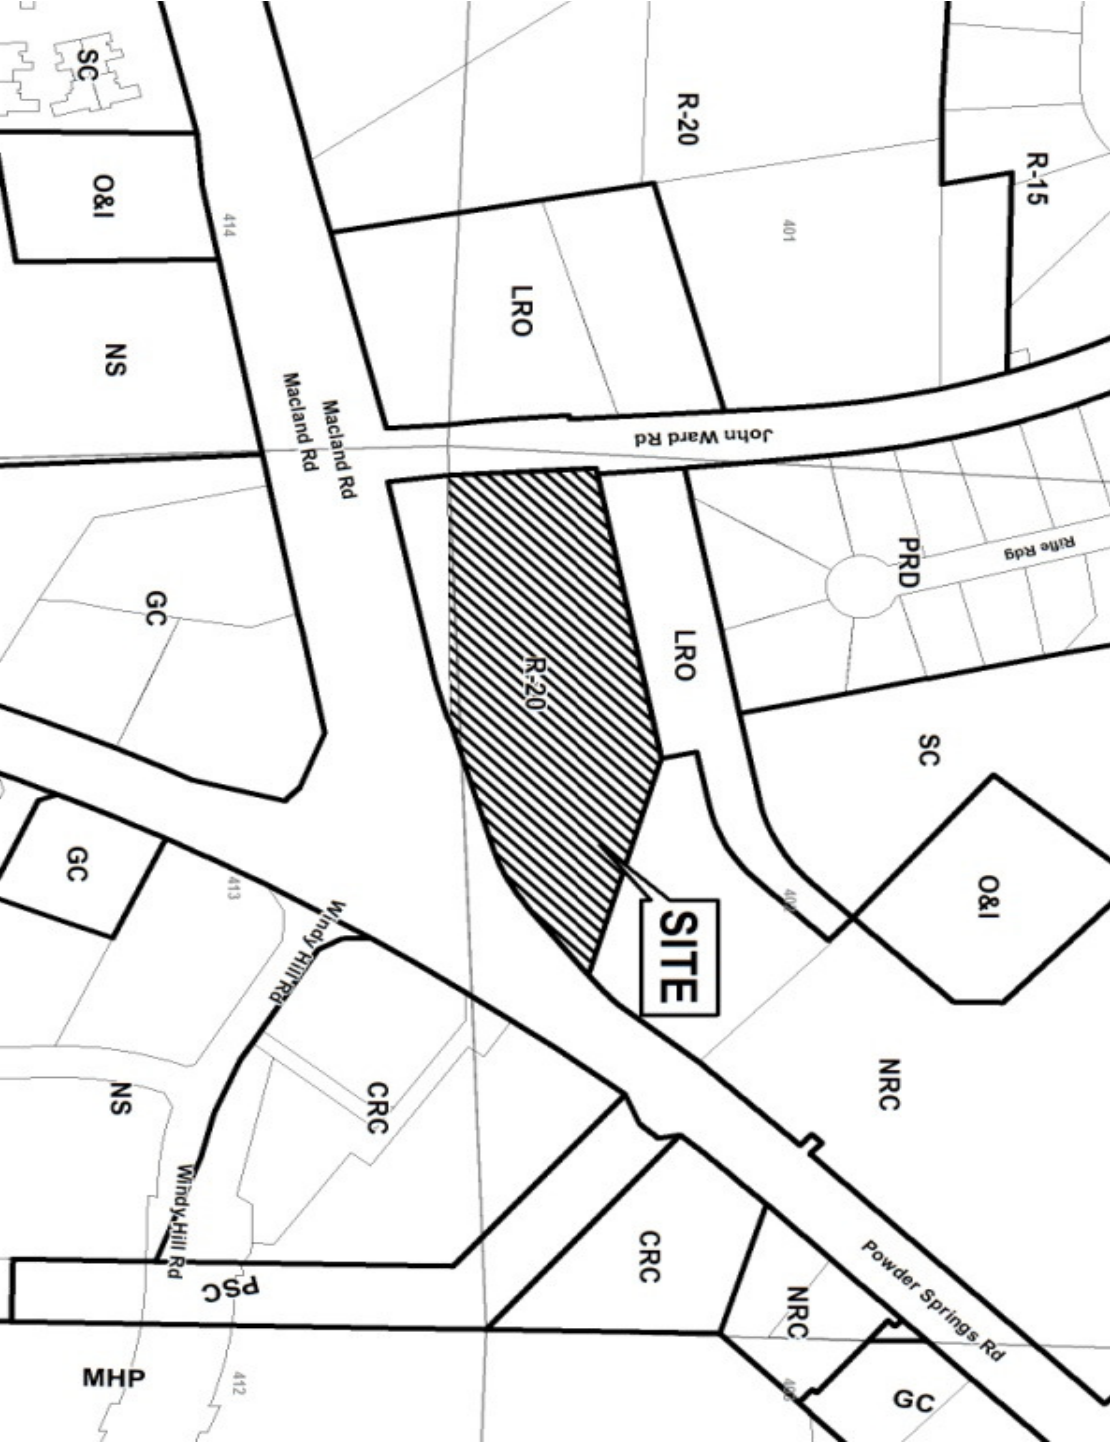 SC
R-20
R-15
O&I
414
401
LRO
NS
Macland Rd
Macland Rd
John Ward Rd
PRD
Rifle Rdg
GC
R-20
LRO
SC
GC
413
O&I
SITE
Windy Hill Rd
NRC
NS
CRC
Windy Hill Rd
CRC
Powder Springs Rd
PSC
NRC
MHP
412
GC